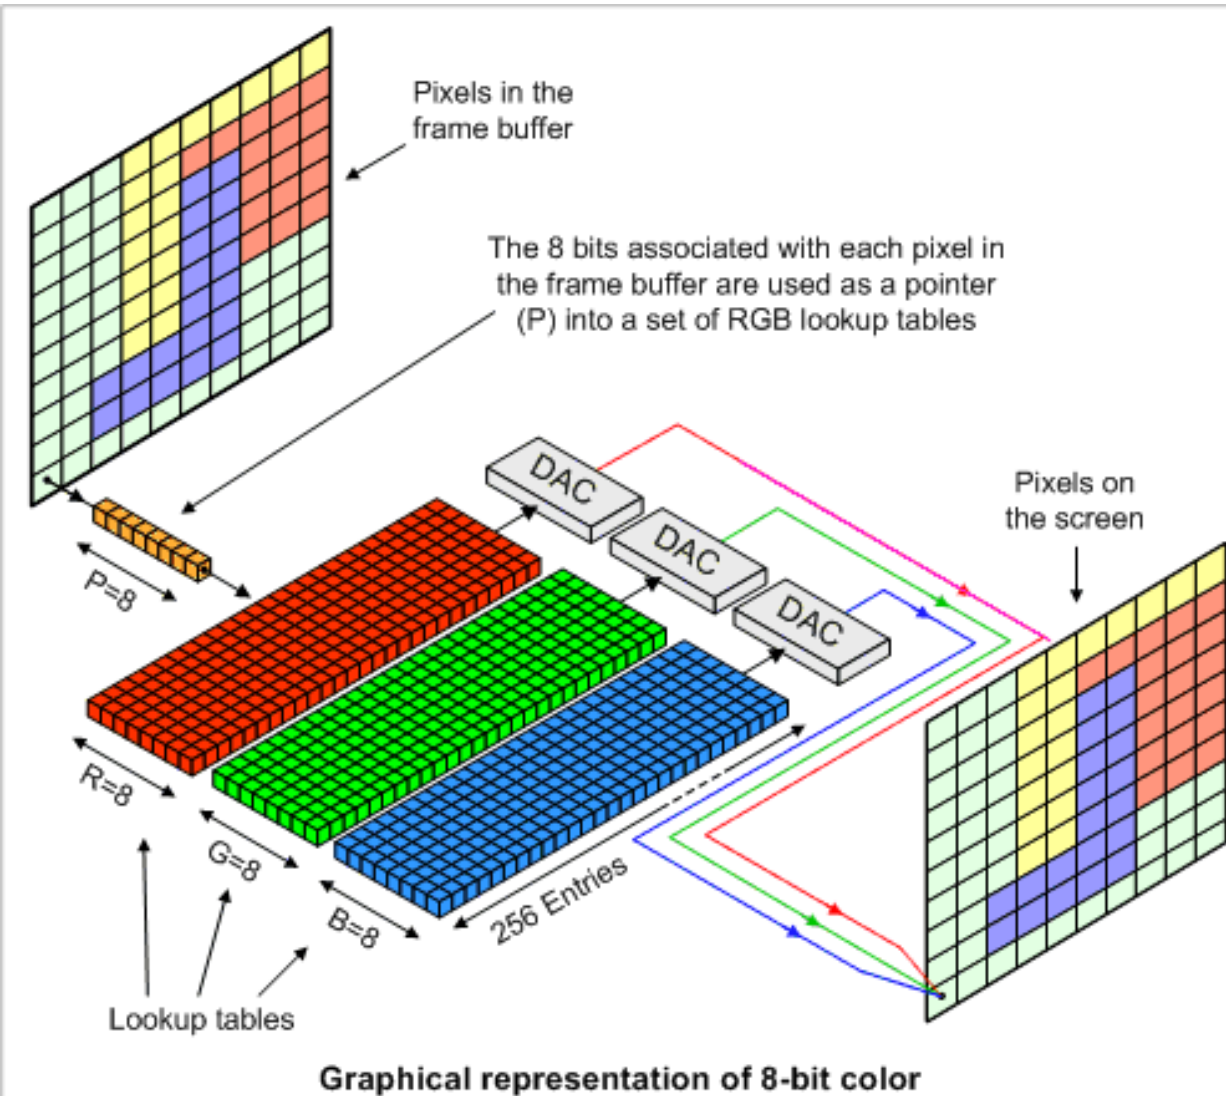 Pixels in the
frame buffer
The 8 bits associated with each pixel in
the frame buffer are used as a pointer
(P) into a set of RGB lookup tables
DAC
DAC
DAC
Pixels on
the screen
P=8
R=8
G=8
B=8
256 Entries
Lookup tables
Graphical representation of 8-bit color